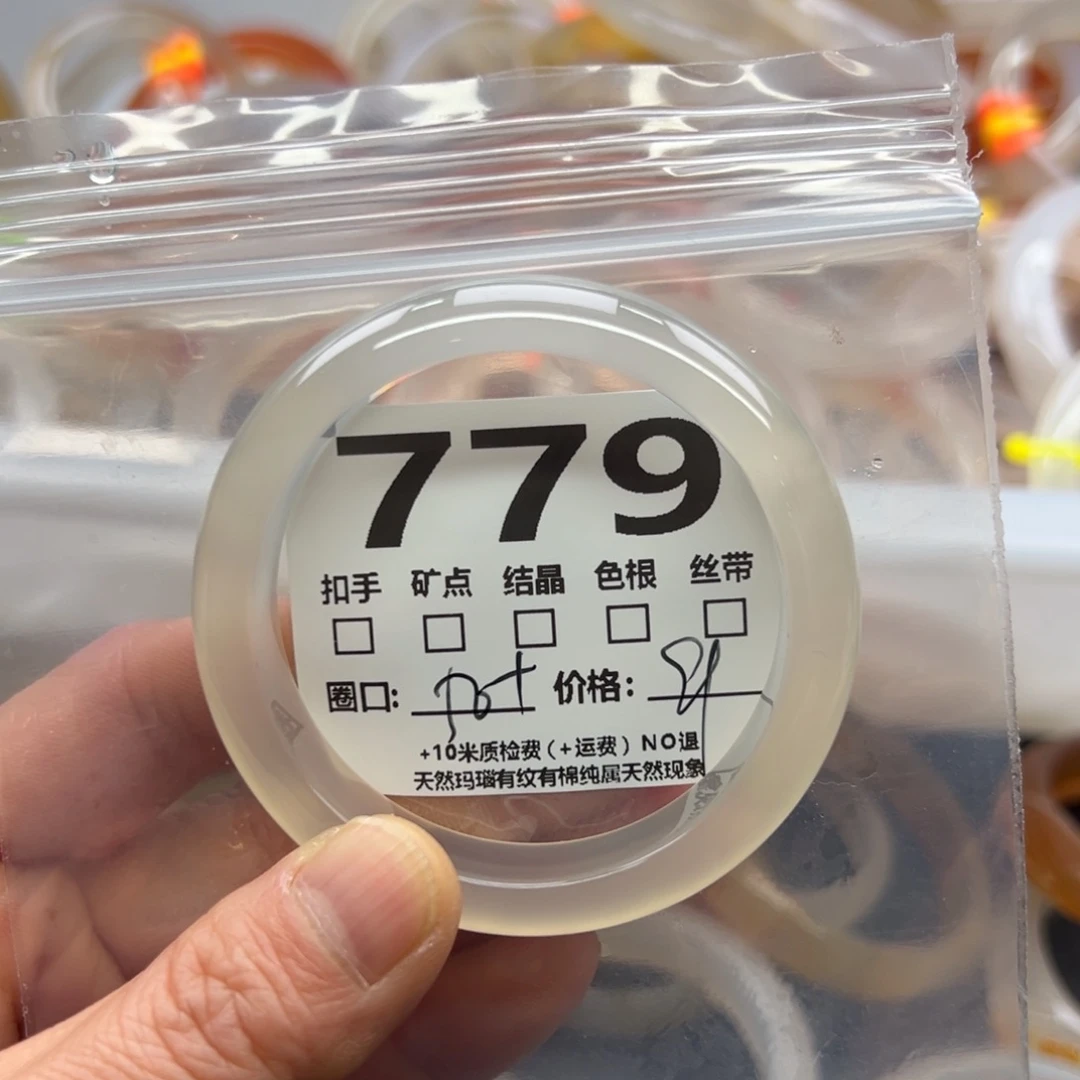 779
扣手 矿点 结晶 色根 丝带
圈口: 价格:
+10米质检费(+运费) NO退
天然玛瑙有纹有棉纯属天然现象